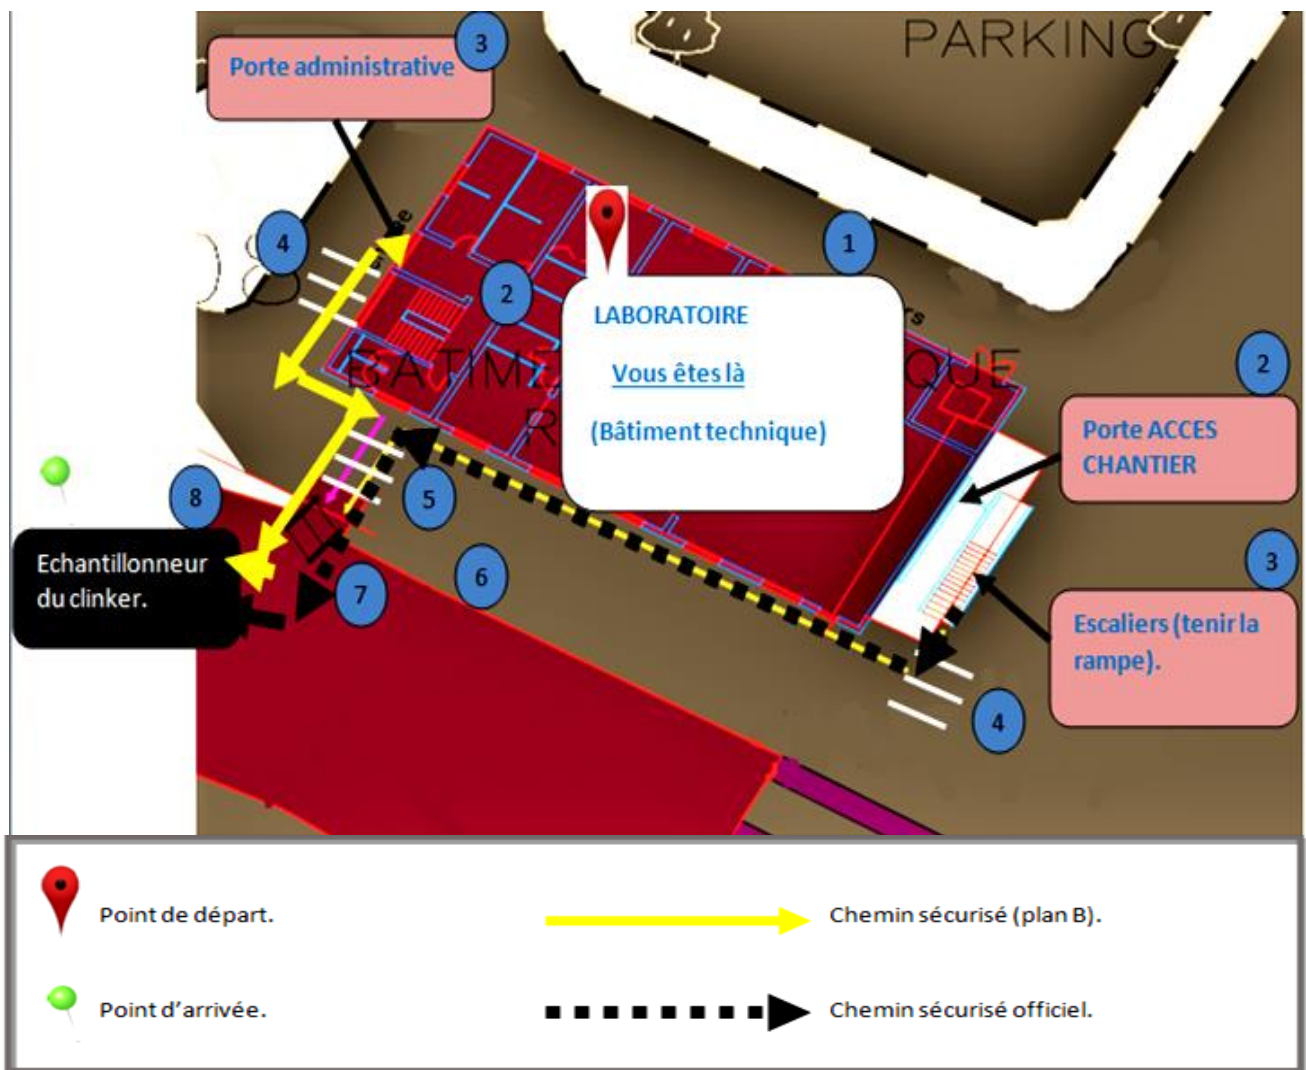 PARKING
3
Porte administrative
4
1
2
LABORATOIRE
Vous êtes là
(Bâtiment technique)
BATIME
QUE
R
2
Porte ACCES
CHANTIER
8
5
Echantillonneur
du clinker.
7
6
3
Escaliers (tenir la
rampe).
4
Point de départ.
Chemin sécurisé (plan B).
Point d’arrivée.
Chemin sécurisé officiel.